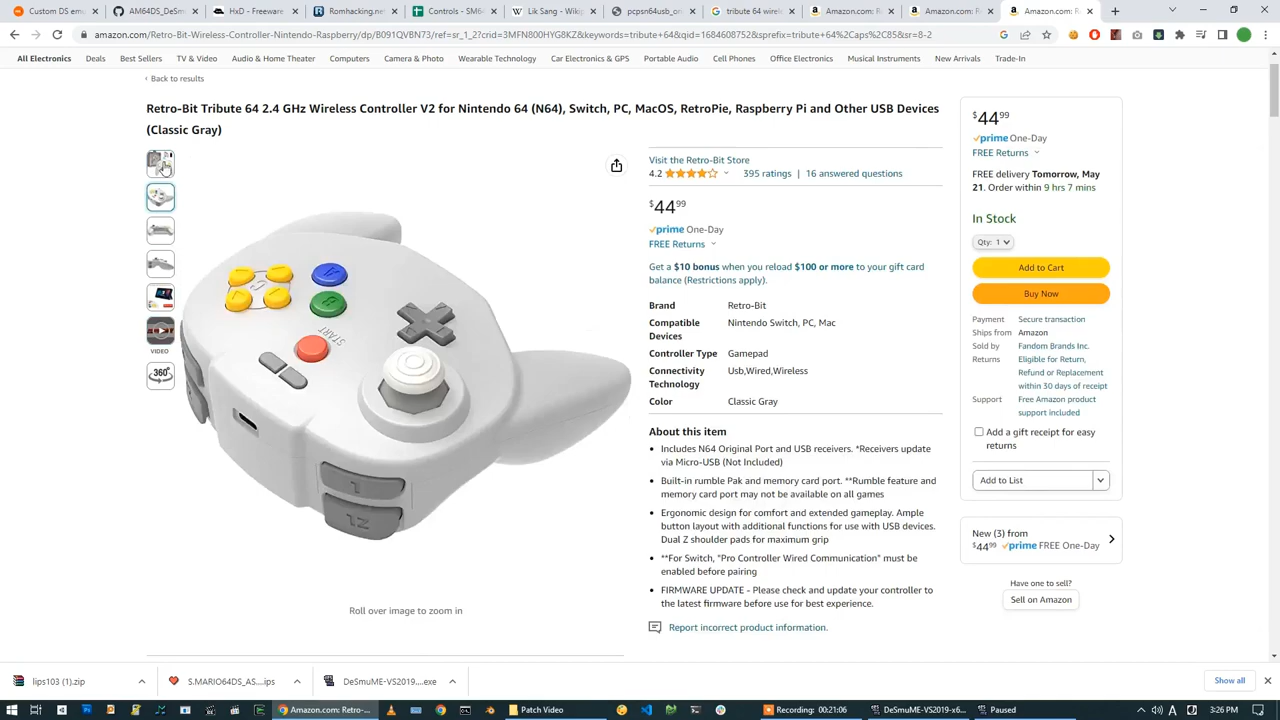 Custom DS emu
AM64DS_DeSm
HxD - Freeware
Romhacking.net
Controls - SM64
Lik Sang - Wikip
pcpsn64usb_om
tribute 64 wirele
Amazon.com: R
Amazon.com: R
Amazon.com: R
amazon.com/Retro-Bit-Wireless-Controller-Nintendo-Raspberry/dp/B091QVBN73/ref=sr_1_2?crid=3MFN800HYG8KZ&keywords=tribute+64&qid=1684608752&sprefix=tribute+64%2Caps%2C85&sr=8-2
All Electronics Deals Best Sellers TV & Video Audio & Home Theater Computers Camera & Photo Wearable Technology Car Electronics & GPS Portable Audio Cell Phones Office Electronics Musical Instruments New Arrivals Trade-In
‹ Back to results
Retro-Bit Tribute 64 2.4 GHz Wireless Controller V2 for Nintendo 64 (N64), Switch, PC, MacOS, RetroPie, Raspberry Pi and Other USB Devices
(Classic Gray)
VIDEO
360°
S
1
1Z
Roll over image to zoom in
Visit the Retro-Bit Store
4.2 395 ratings | 16 answered questions
$44 99
prime One-Day
FREE Returns
Get a $10 bonus when you reload $100 or more to your gift card
balance (Restrictions apply).
Brand Retro-Bit
Compatible Nintendo Switch, PC, Mac
Devices
Controller Type Gamepad
Connectivity Usb,Wired,Wireless
Technology
Color Classic Gray
About this item
• Includes N64 Original Port and USB receivers. *Receivers update
via Micro-USB (Not Included)
• Built-in rumble Pak and memory card port. **Rumble feature and
memory card port may not be available on all games
• Ergonomic design for comfort and extended gameplay. Ample
button layout with additional functions for use with USB devices.
Dual Z shoulder pads for maximum grip
• **For Switch, "Pro Controller Wired Communication" must be
enabled before pairing
• FIRMWARE UPDATE - Please check and update your controller to
the latest firmware before use for best experience.
Report incorrect product information.
$44 99
prime One-Day
FREE Returns
FREE delivery Tomorrow, May
21. Order within 9 hrs 7 mins
In Stock
Qty: 1
Add to Cart
Buy Now
Payment Secure transaction
Ships from Amazon
Sold by Fandom Brands Inc.
Returns Eligible for Return,
Refund or Replacement
within 30 days of receipt
Support Free Amazon product
support included
Add a gift receipt for easy
returns
Add to List
New (3) from
$44 99 prime FREE One-Day
Have one to sell?
Sell on Amazon
lips103 (1).zip
S.MARIO64DS_AS....ips
DeSmuME-VS2019....exe
Show all
Amazon.com: Retro-...
Patch Video
Recording: 00:21:06
DeSmuME-VS2019-x6...
Paused
A
3:26 PM